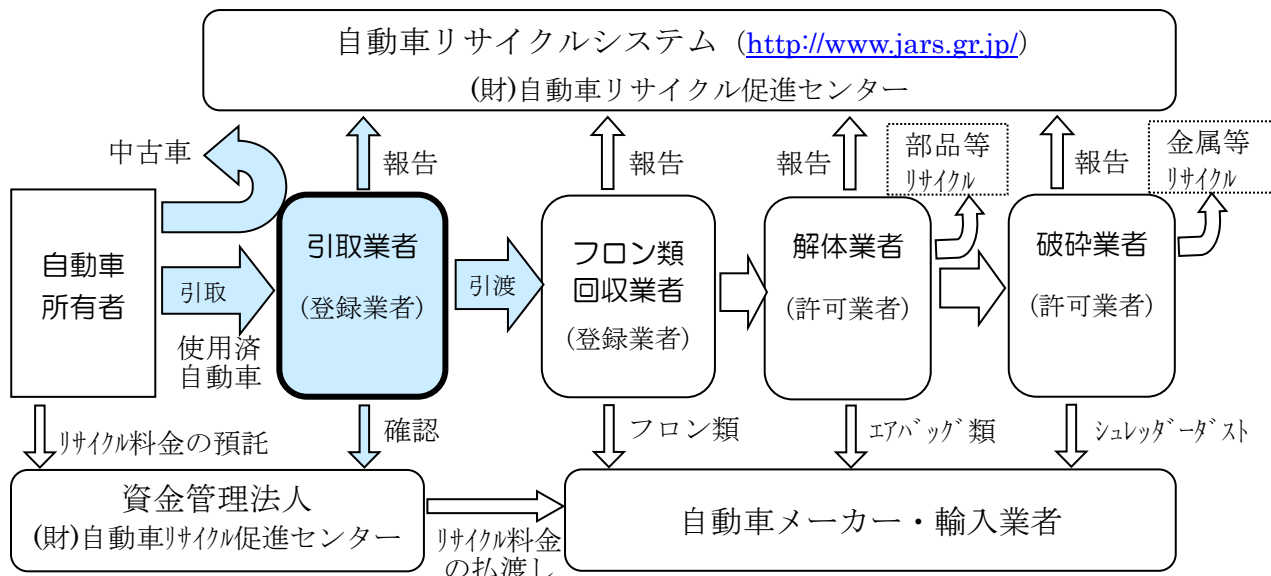 自動車リサイクルシステム（http://www.jars.gr.jp/）
(財)自動車リサイクル促進センター
中古車
報告
報告
報告
部品等
ﾘｻｲｸﾙ
報告
金属等
ﾘｻｲｸﾙ
自動車
所有者
引取
使用済
自動車
引取業者
(登録業者)
引渡
フロン類
回収業者
(登録業者)
解体業者
(許可業者)
破砕業者
(許可業者)
ﾘｻｲｸﾙ料金の預託
確認
フロン類
ｴｱﾊﾞｯｸﾞ類
ｼｭﾚｯﾀﾞｰﾀﾞｽﾄ
資金管理法人
(財)自動車ﾘｻｲｸﾙ促進センター
ﾘｻｲｸﾙ料金
の払渡し
自動車メーカー・輸入業者